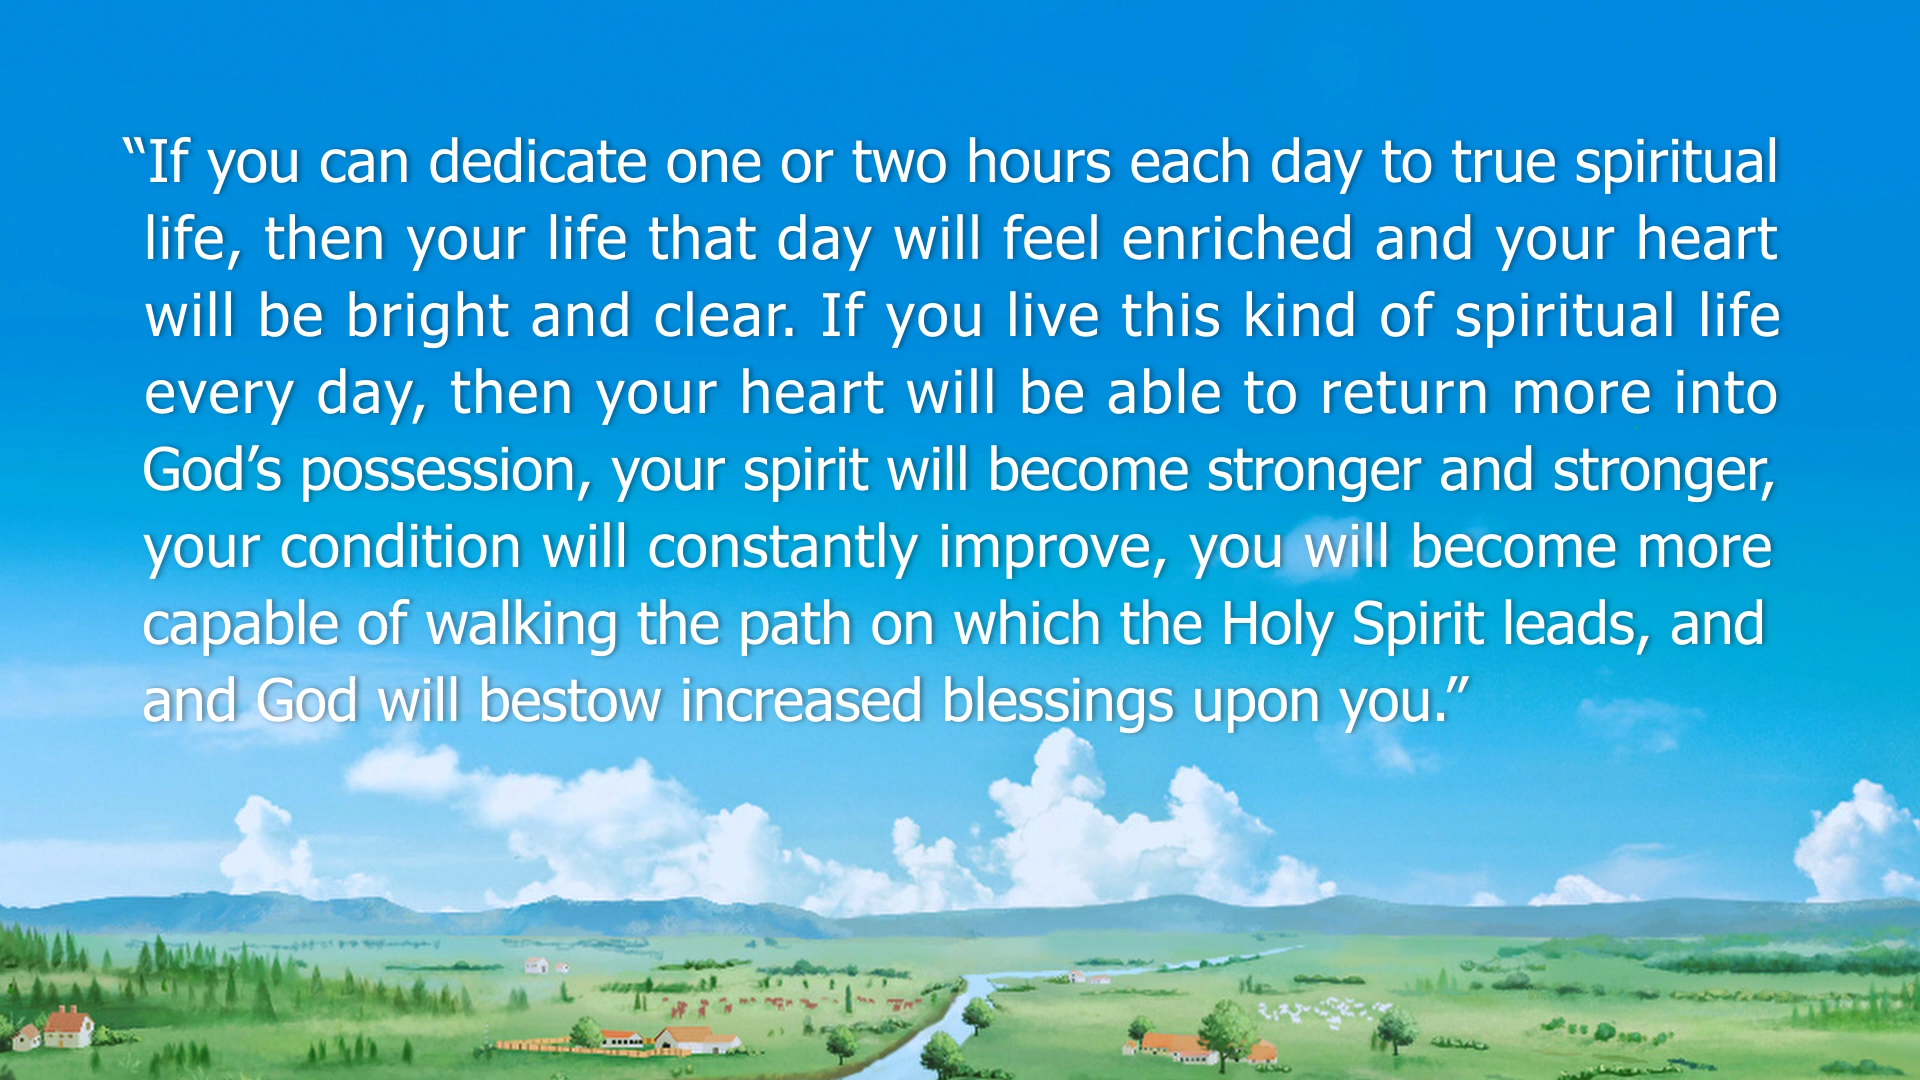 “If you can dedicate one or two hours each day to true spiritual
life, then your life that day will feel enriched and your heart
will be bright and clear. If you live this kind of spiritual life
every day, then your heart will be able to return more into
God’s possession, your spirit will become stronger and stronger,
your condition will constantly improve, you will become more
capable of walking the path on which the Holy Spirit leads, and
and God will bestow increased blessings upon you.”